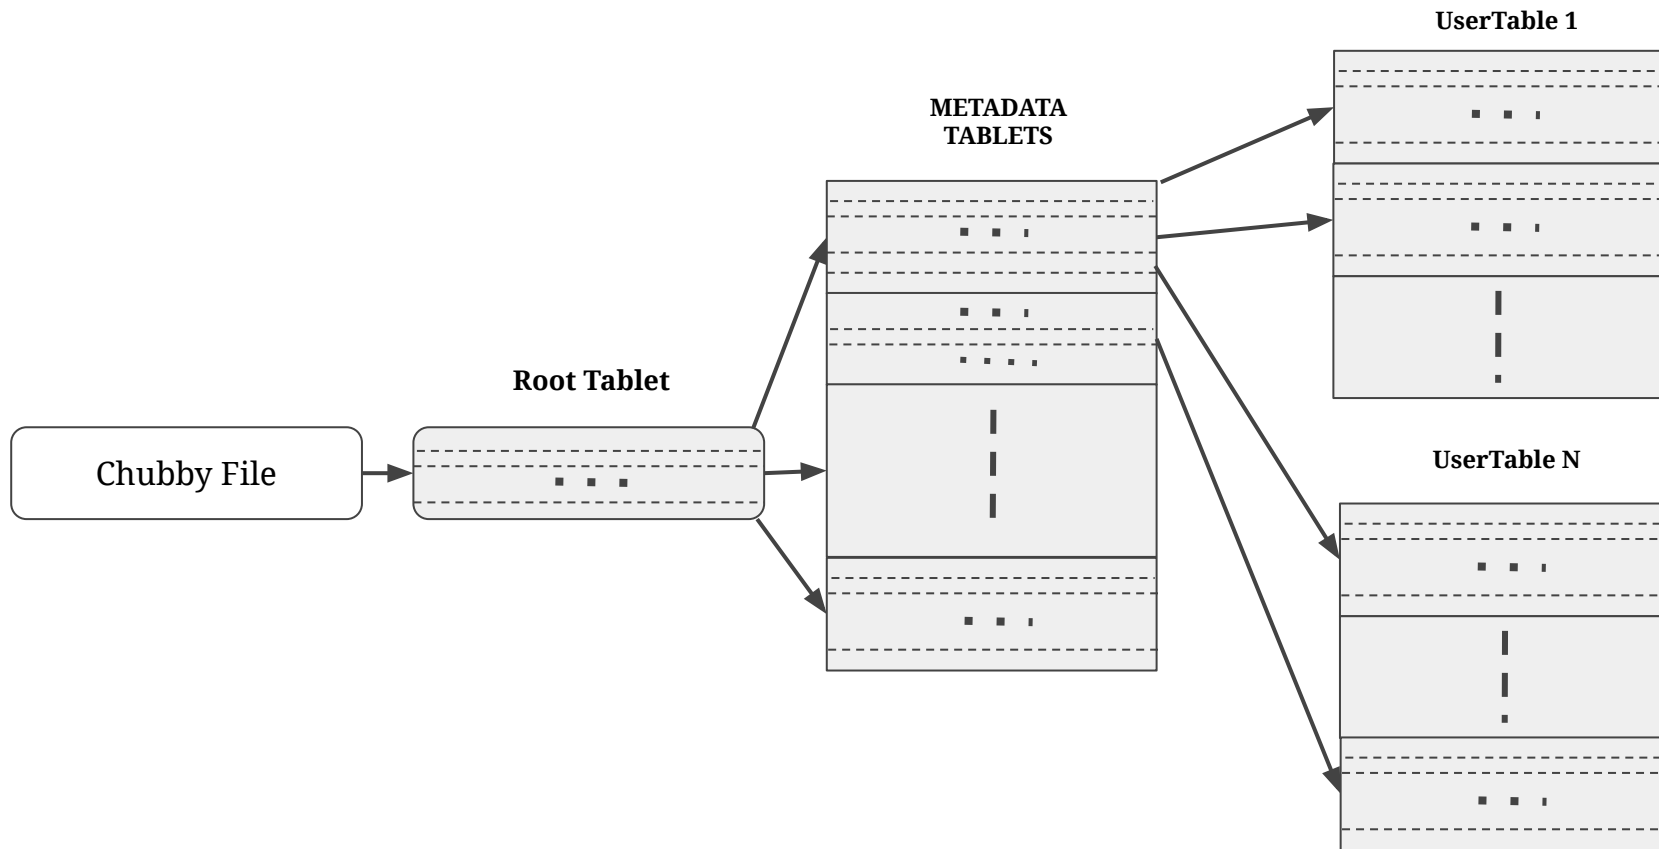 UserTable 1
METADATA
TABLETS
Root Tablet
Chubby File
UserTable N